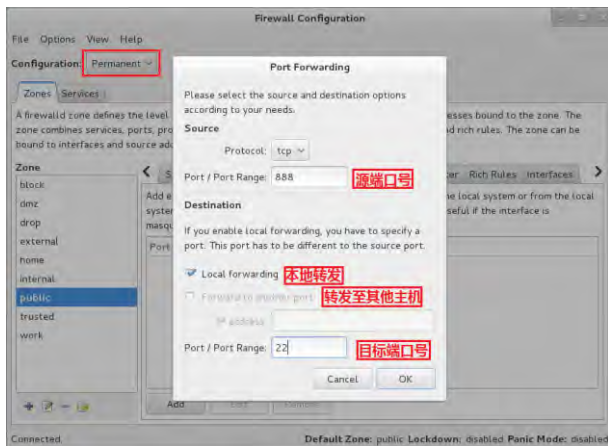 Firewall Configuration
File Options View Help
Configuration: Permanent
Zones Services
A firewalld zone defines the level
zone combines services, ports, pro
bound to interfaces and source add
esses bound to the zone. The
d rich rules. The zone can be
Zone
block
dmz
drop
external
home
internal
public
trusted
work
Rich Rules Interfaces
Add e
system
masqu
Port
e local system or from the local
seful if the interface is
Port Forwarding
Please select the source and destination options
according to your needs.
Source
Protocol: tcp
Port / Port Range: 888 源端口号
Destination
If you enable local forwarding, you have to specify a
port. This port has to be different to the source port.
Local forwarding 本地转发
Forward to another port 转发至其他主机
IP address:
Port / Port Range: 22 目标端口号
Cancel OK
Add Edit
Connected.
Default Zone: public Lockdown: disabled Panic Mode: disabled